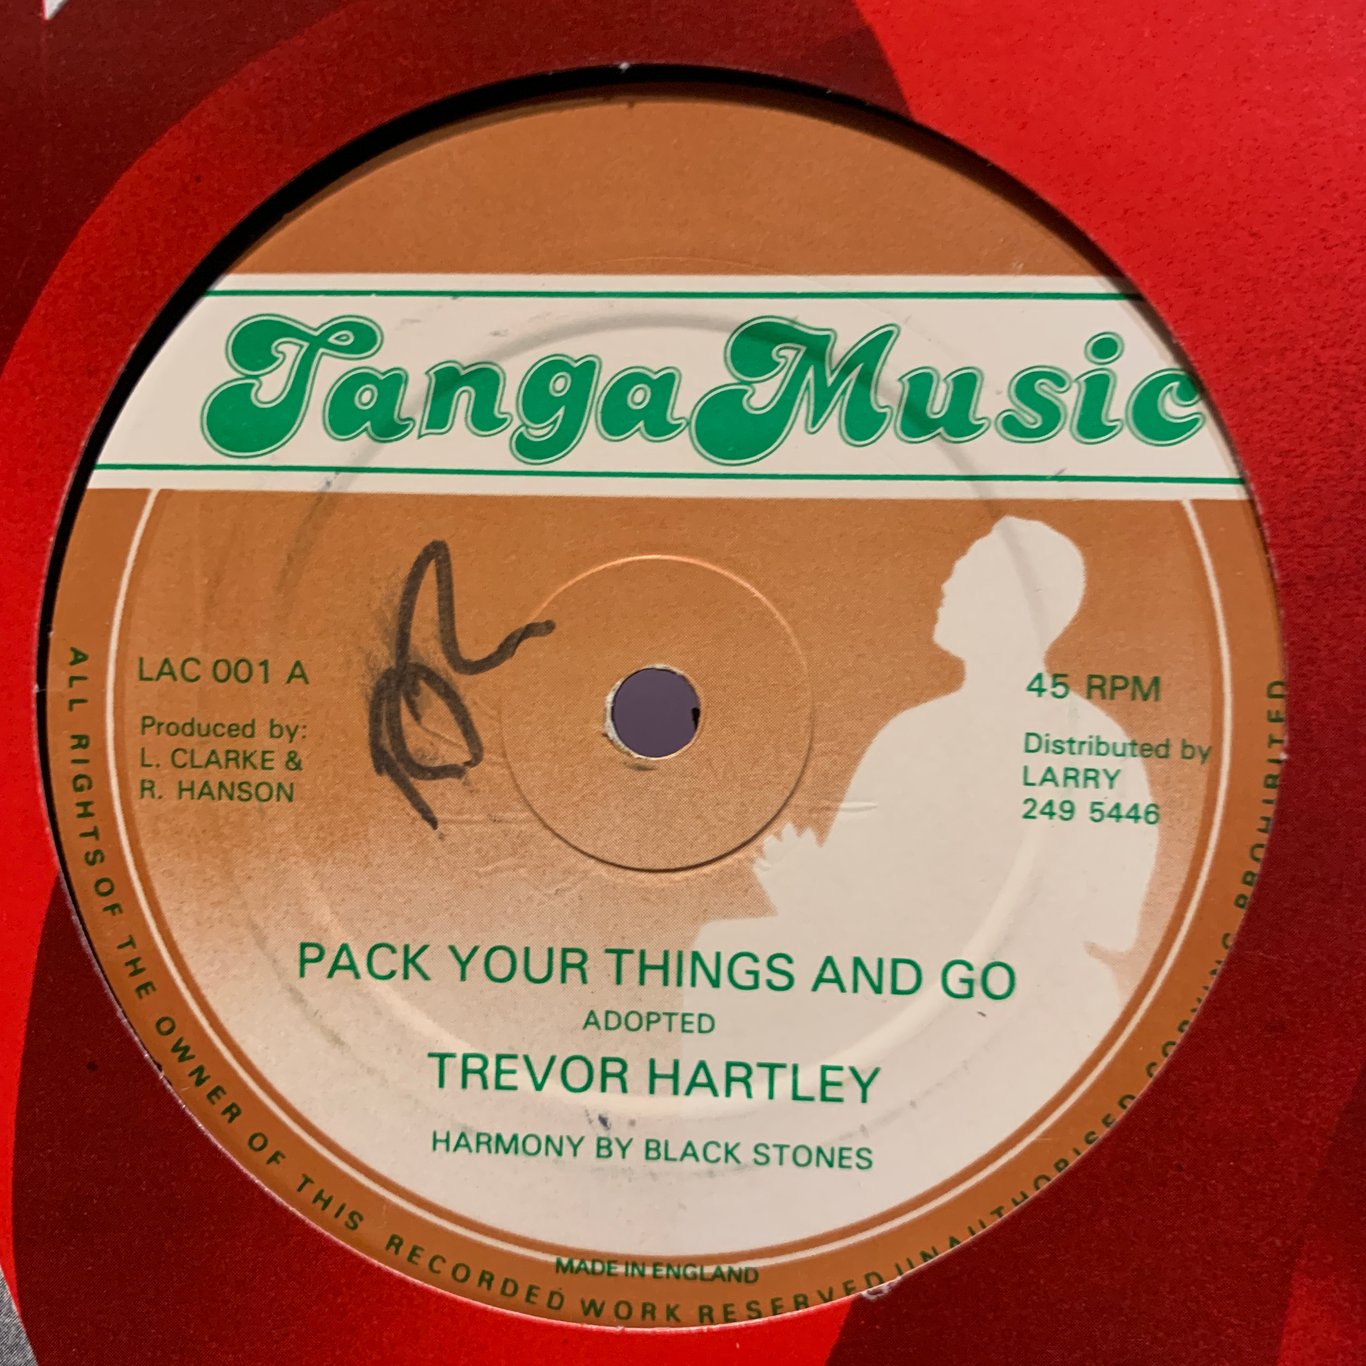 Tanga Music
LAC 001 A
Produced by:
L. CLARKE &
R. HANSON
45 RPM
Distributed by
LARRY
249 5446
PACK YOUR THINGS AND GO
ADOPTED
TREVOR HARTLEY
HARMONY BY BLACK STONES
MADE IN ENGLAND
ALL RIGHTS OF THE OWNER OF THIS RECORDED WORK RESERVED UNAUTHORISED COPYING PROHIBITED